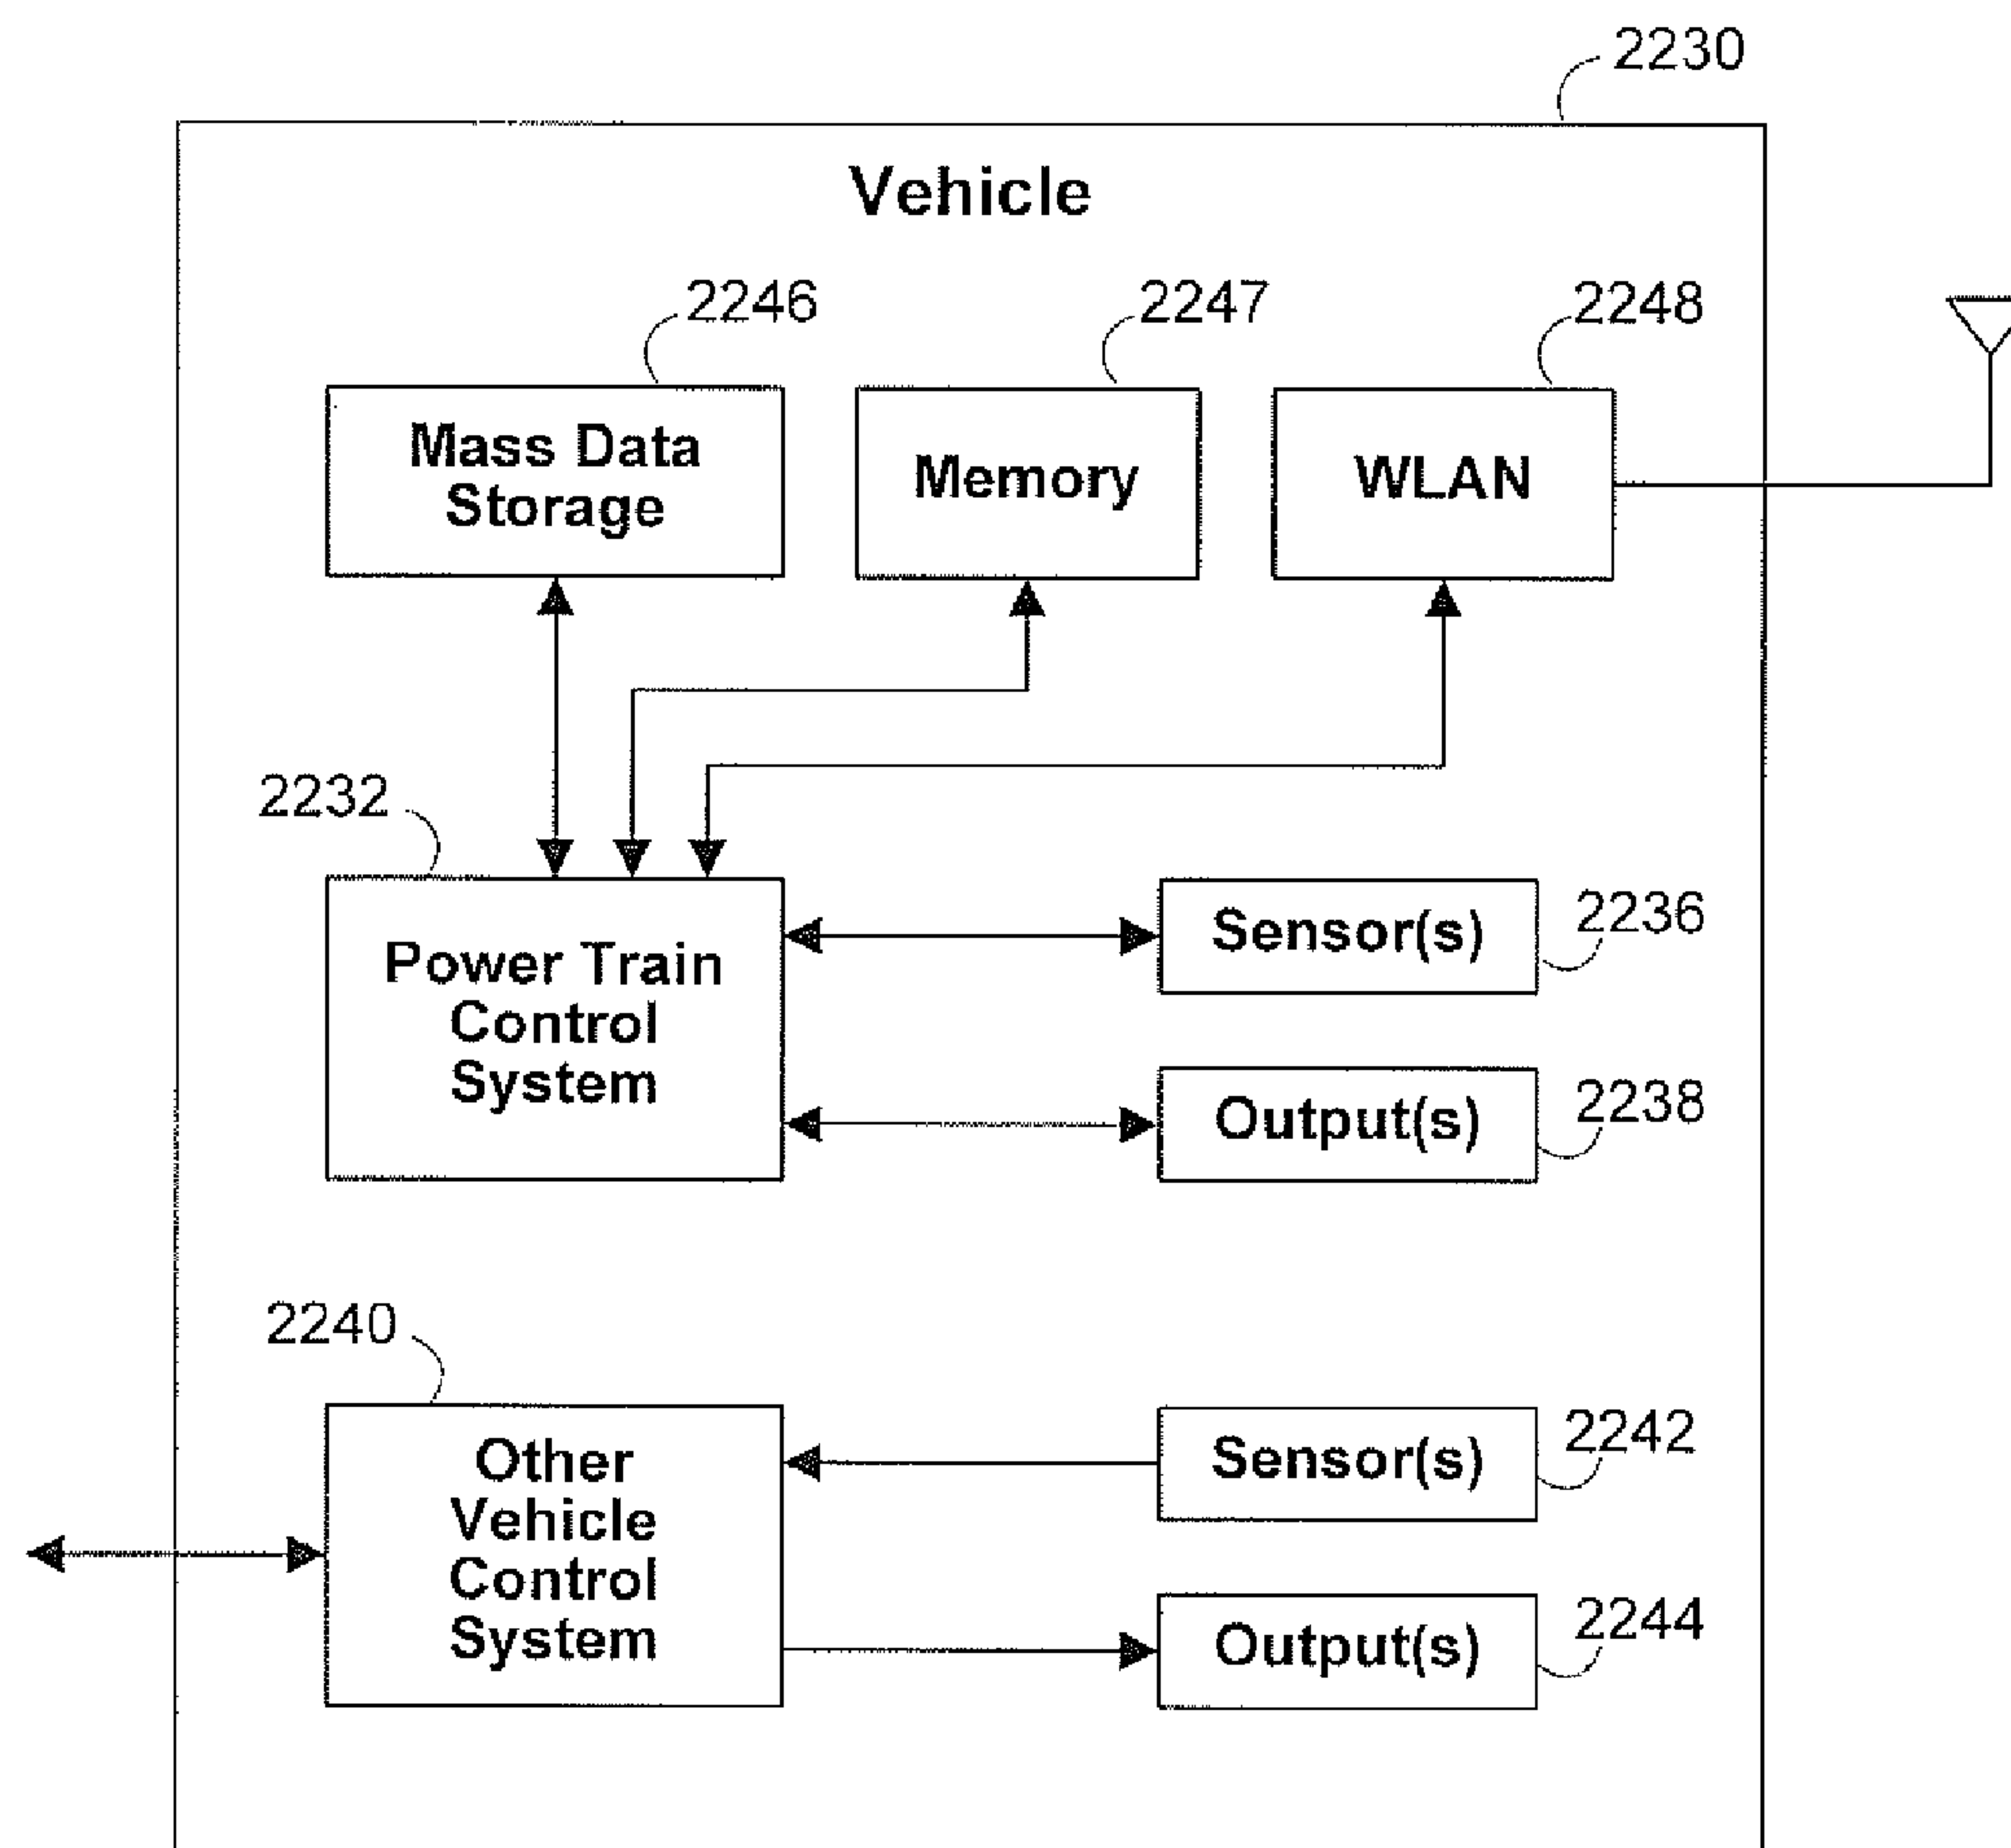 2230
Vehicle
2246
2247
2248
Mass Data
Storage
Memory
WLAN
2232
Power Train
Control
System
Sensor(s)
2236
Output(s)
2238
2240
Other
Vehicle
Control
System
Sensor(s)
2242
Output(s)
2244